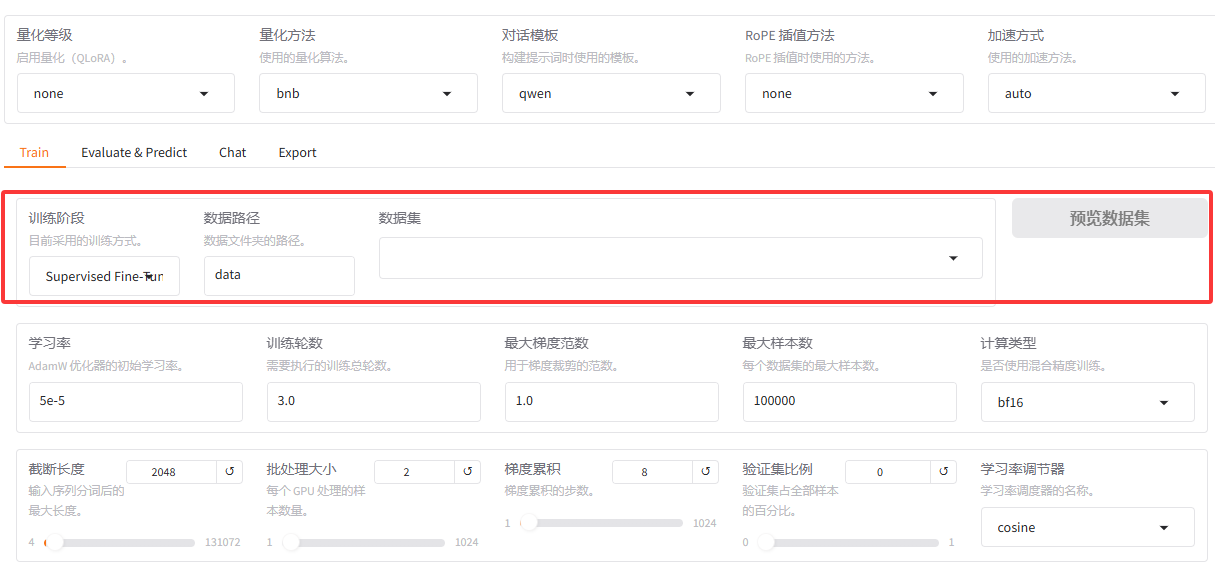 量化等级
启用量化（QLoRA）。
none
量化方法
使用的量化算法。
bnb
对话模板
构建提示词时使用的模板。
qwen
RoPE 插值方法
RoPE 插值时使用的方法。
none
加速方式
使用的加速方法。
auto
Train
Evaluate & Predict
Chat
Export
训练阶段
目前采用的训练方式。
Supervised Fine-Tun
数据路径
数据文件夹的路径。
data
数据集
预览数据集
学习率
AdamW 优化器的初始学习率。
5e-5
训练轮数
需要执行的训练总轮数。
3.0
最大梯度范数
用于梯度裁剪的范数。
1.0
最大样本数
每个数据集的最大样本数。
100000
计算类型
是否使用混合精度训练。
bf16
截断长度
2048
↺
输入序列分词后的
最大长度。
4
131072
批处理大小
2
↺
每个 GPU 处理的样
本数量。
1
1024
梯度累积
8
↺
梯度累积的步数。
1
1024
验证集比例
0
↺
验证集占全部样本
的百分比。
0
1
学习率调节器
学习率调度器的名称。
cosine